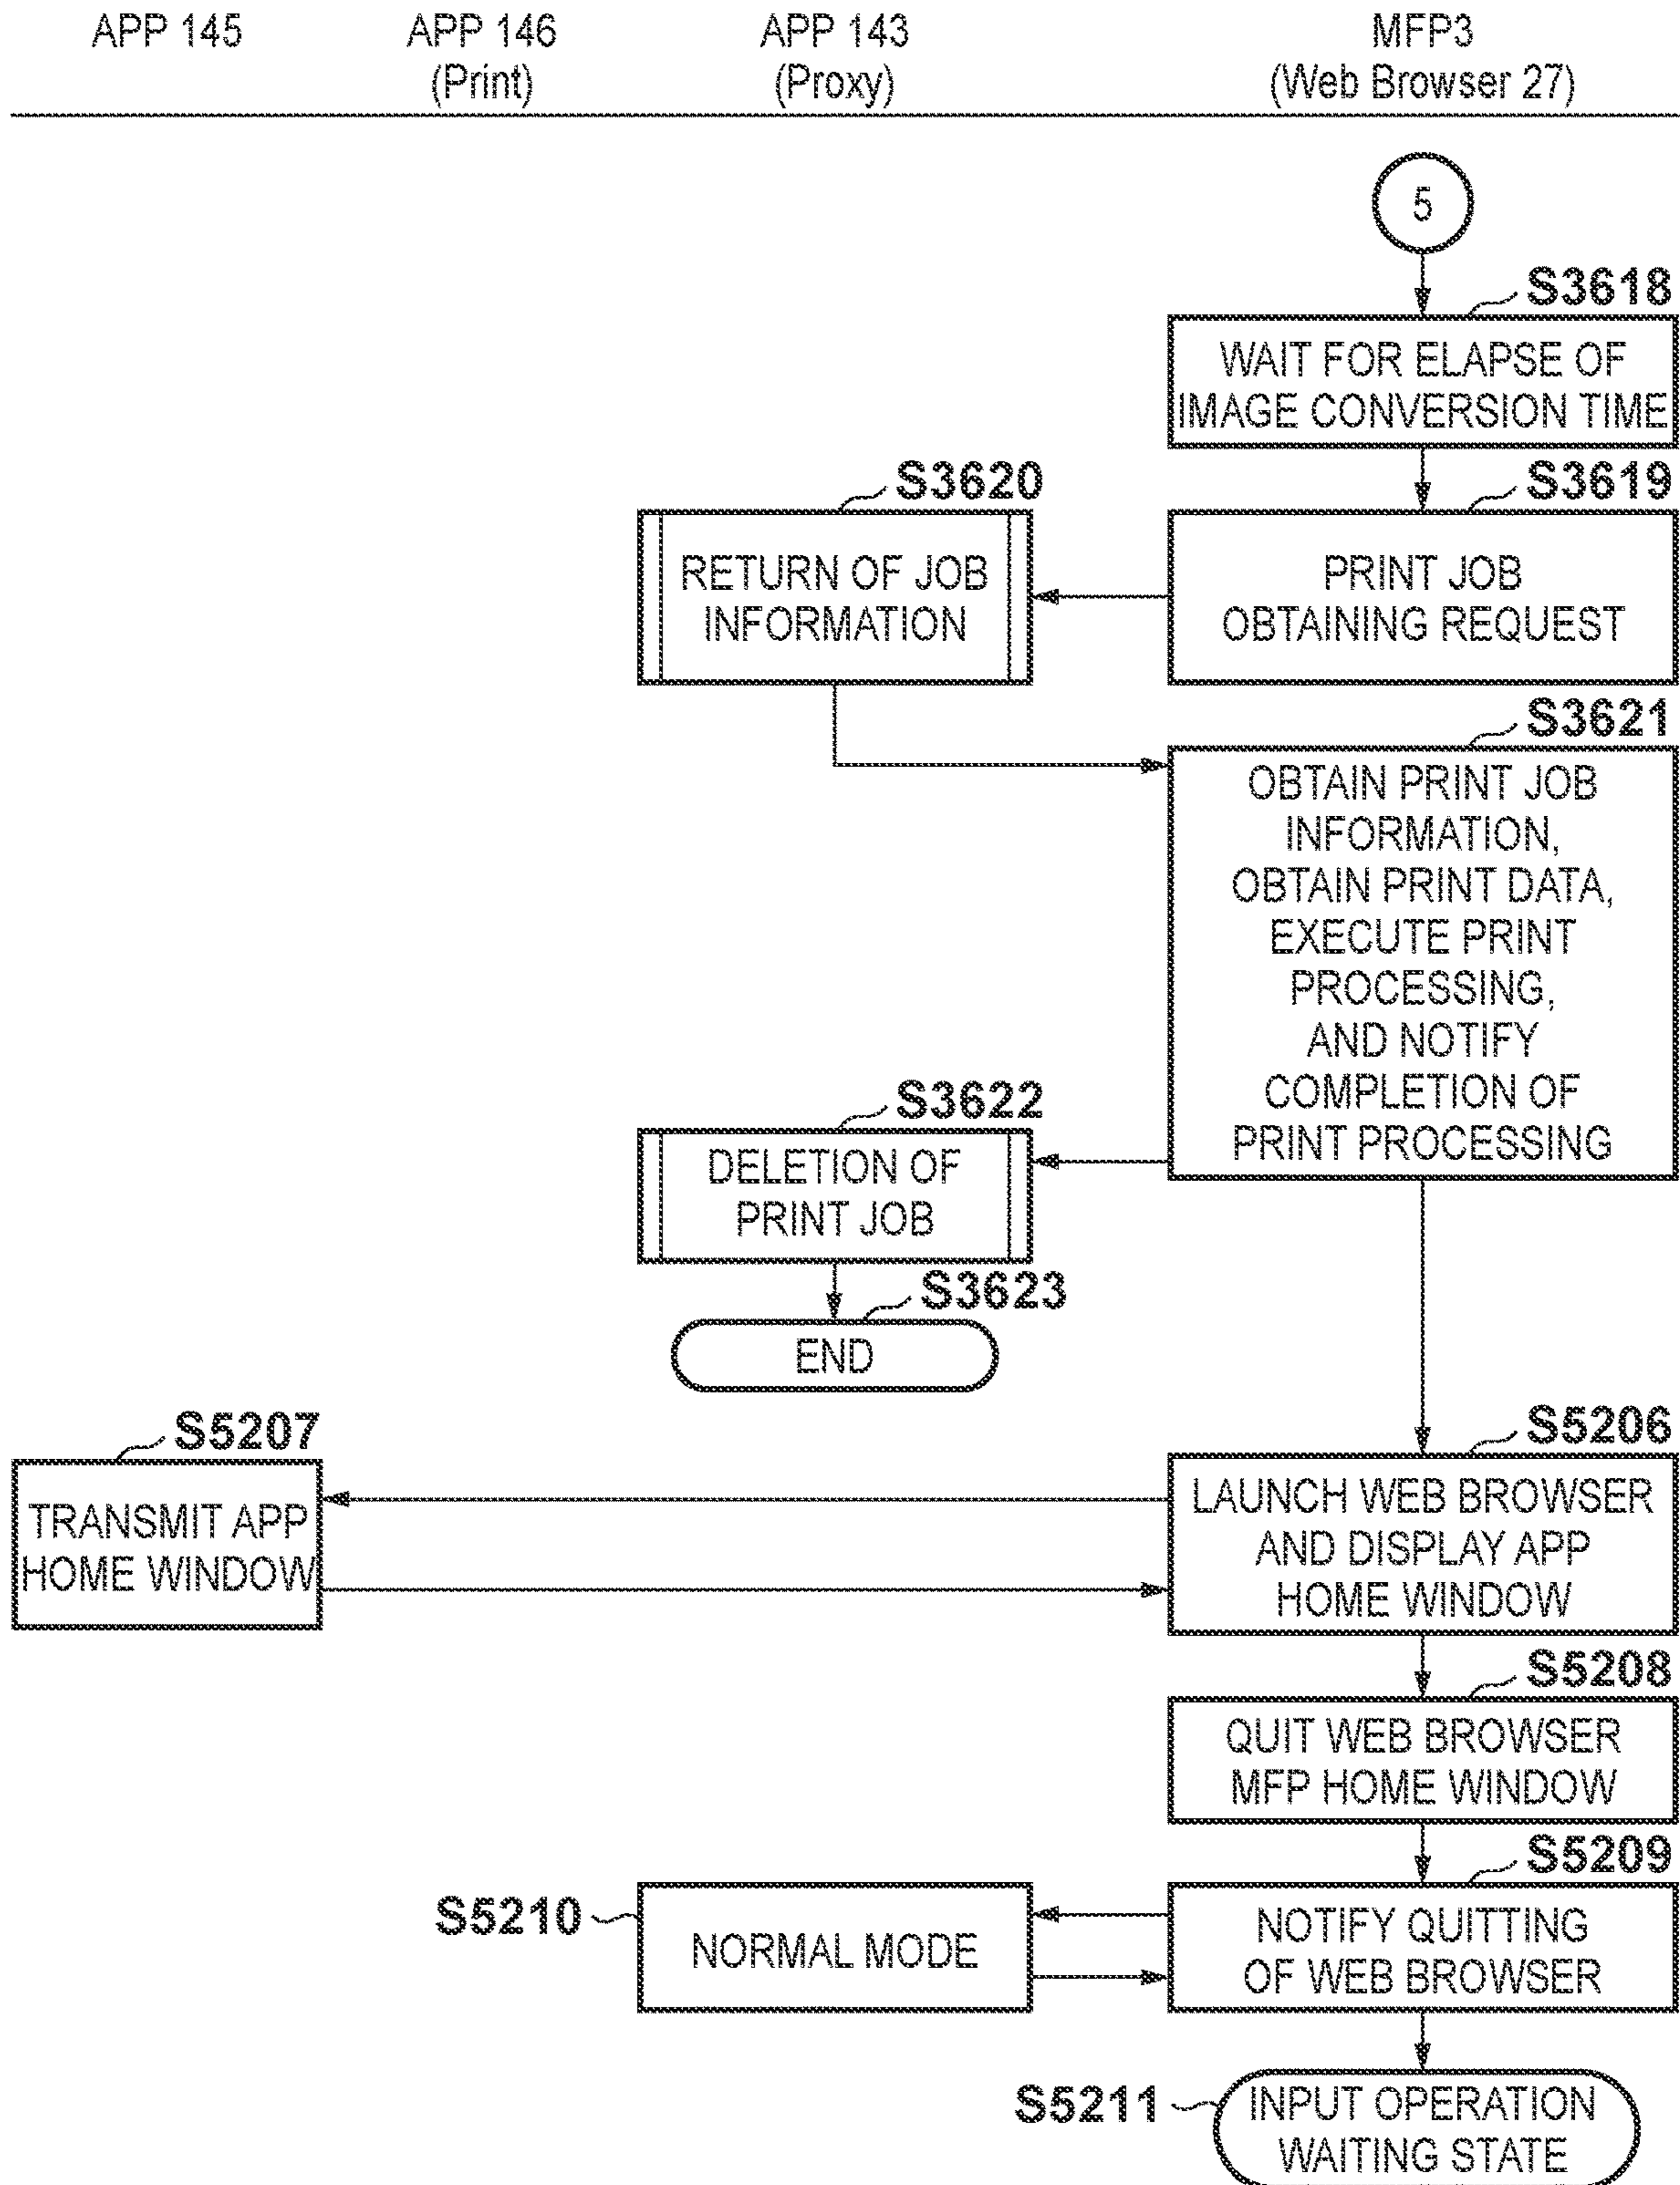 APP 145
APP 146
(Print)
APP 143
(Proxy)
MFP3
(Web Browser 27)
5
S3618
WAIT FOR ELAPSE OF
IMAGE CONVERSION TIME
S3620
RETURN OF JOB
INFORMATION
S3619
PRINT JOB
OBTAINING REQUEST
S3621
OBTAIN PRINT JOB
INFORMATION,
OBTAIN PRINT DATA,
EXECUTE PRINT
PROCESSING,
AND NOTIFY
COMPLETION OF
PRINT PROCESSING
S3622
DELETION OF
PRINT JOB
S3623
END
S5207
TRANSMIT APP
HOME WINDOW
S5206
LAUNCH WEB BROWSER
AND DISPLAY APP
HOME WINDOW
S5208
QUIT WEB BROWSER
MFP HOME WINDOW
S5210
NORMAL MODE
S5209
NOTIFY QUITTING
OF WEB BROWSER
S5211
INPUT OPERATION
WAITING STATE